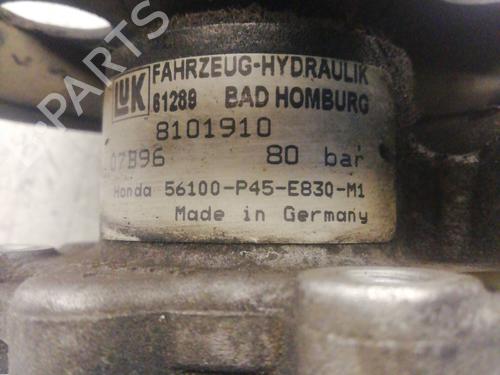 PARTS
LuK FAHRZEUG-HYDRAULIK
61289 BAD HOMBURG
8101910
07B96 80 bar
Honda 56100-P45-E830-M1
Made in Germany